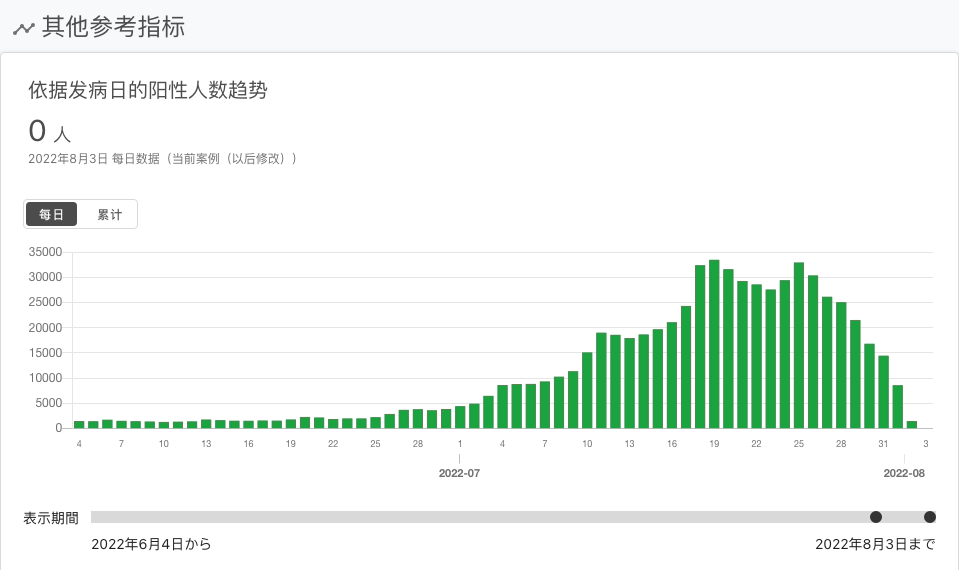 其他参考指标
依据发病日的阳性人数趋势
0 人
2022年8月3日 每日数据（当前案例（以后修改））
每日 累计
35000
30000
25000
20000
15000
10000
5000
0
4 7 10 13 16 19 22 25 28 1 4 7 10 13 16 19 22 25 28 31 3
2022-07 2022-08
表示期間
2022年6月4日から 2022年8月3日まで